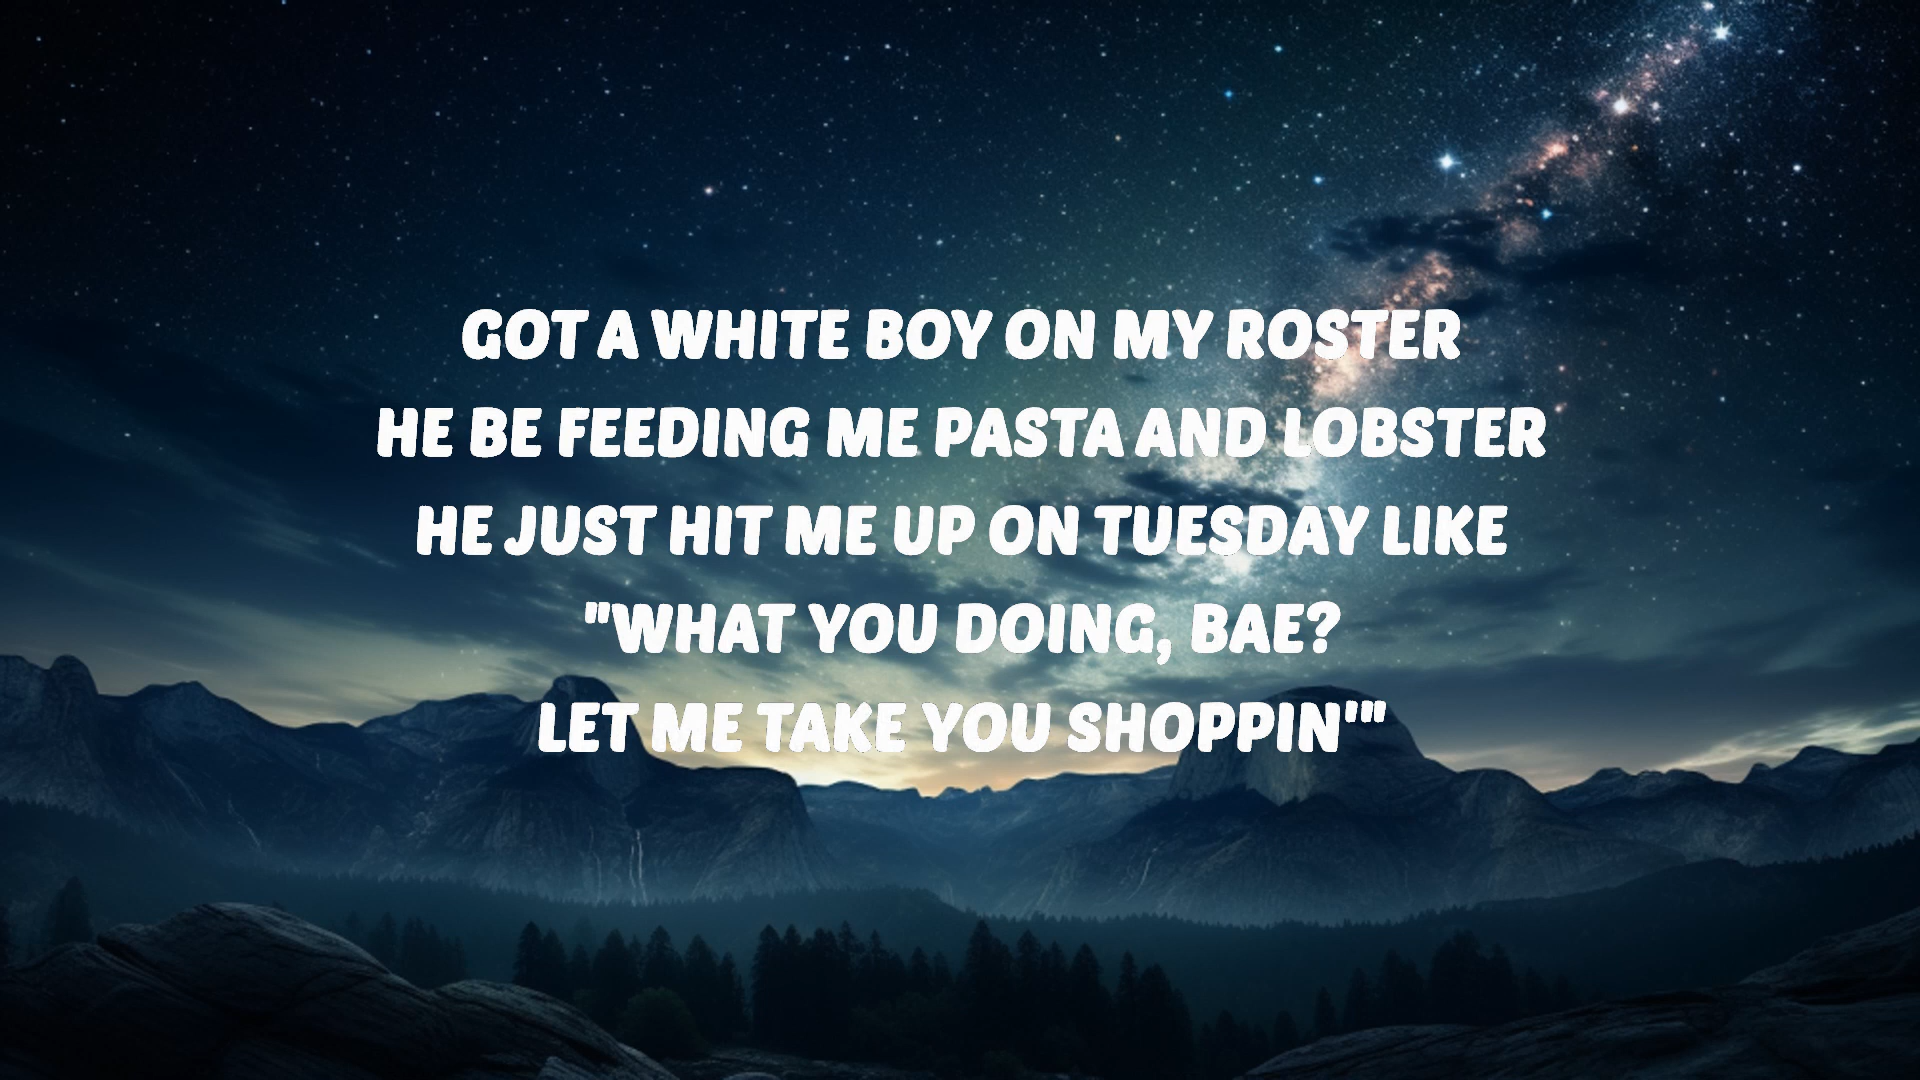 GOT A WHITE BOY ON MY ROSTER
HE BE FEEDING ME PASTA AND LOBSTER
HE JUST HIT ME UP ON TUESDAY LIKE
"WHAT YOU DOING, BAE?
LET ME TAKE YOU SHOPPIN'"